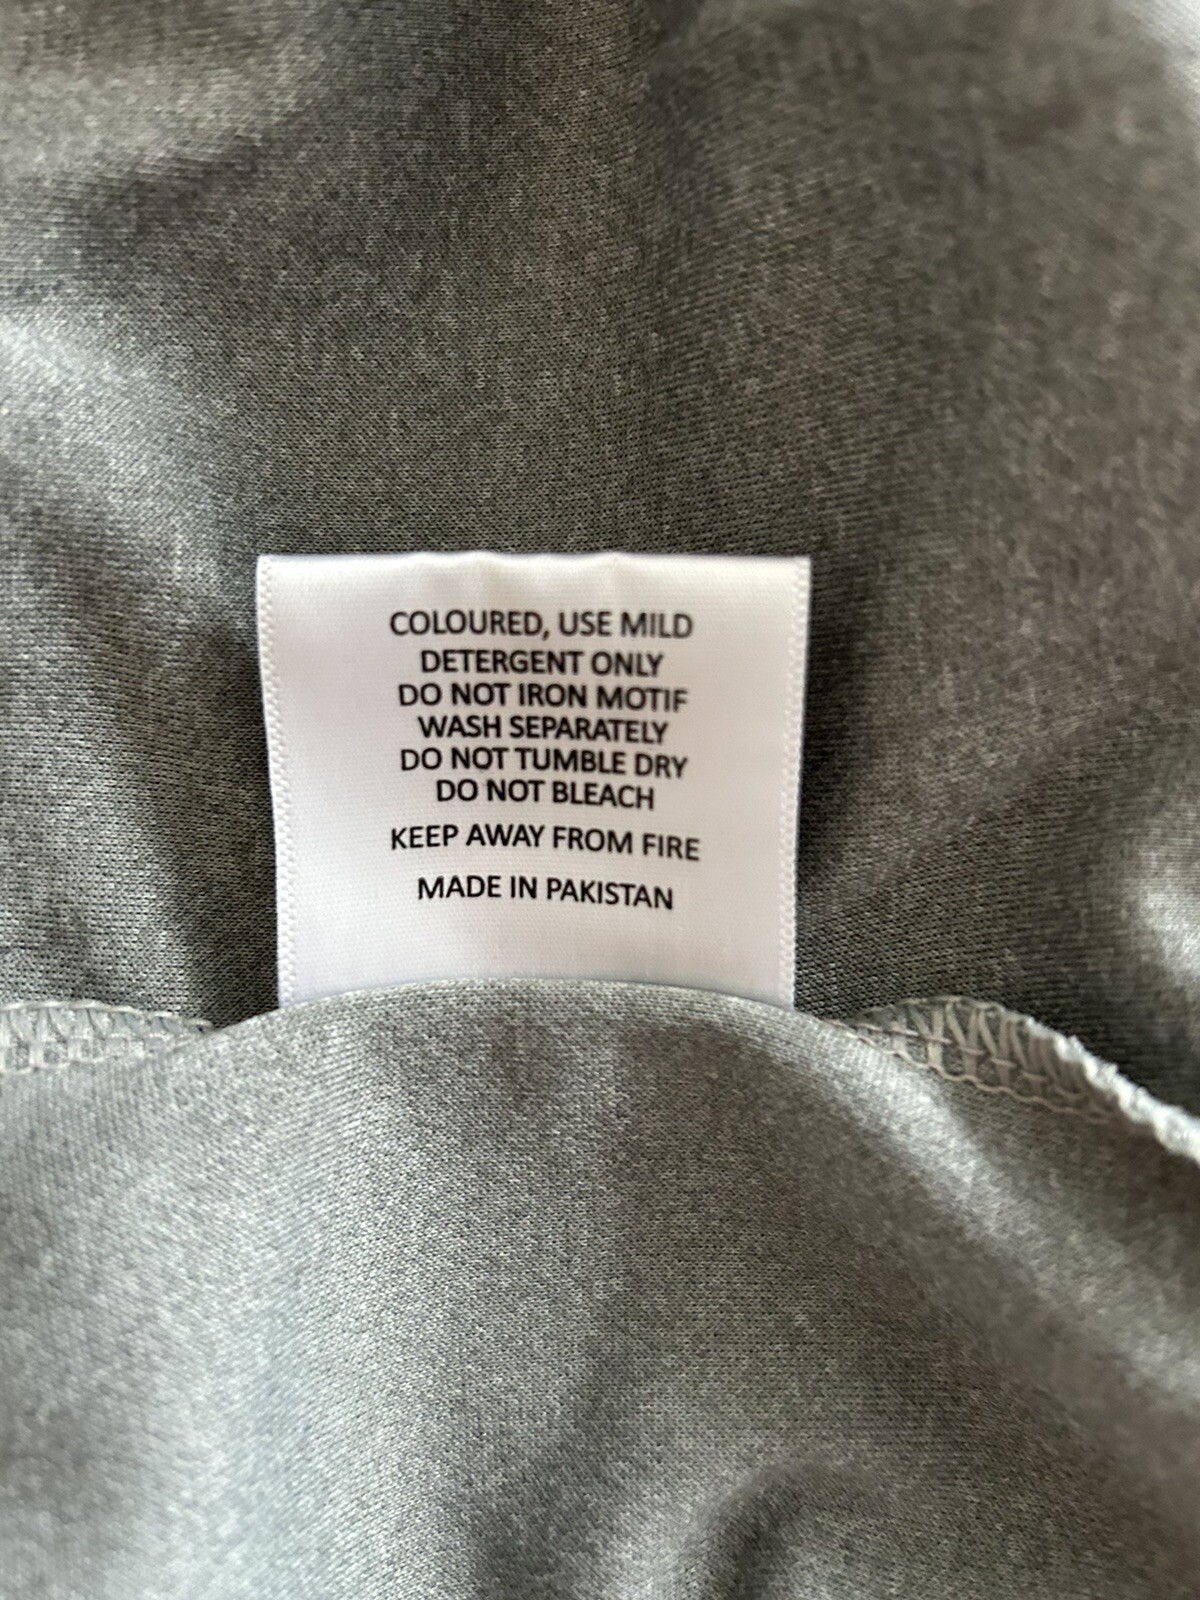 COLOURED, USE MILD
DETERGENT ONLY
DO NOT IRON MOTIF
WASH SEPARATELY
DO NOT TUMBLE DRY
DO NOT BLEACH
KEEP AWAY FROM FIRE
MADE IN PAKISTAN